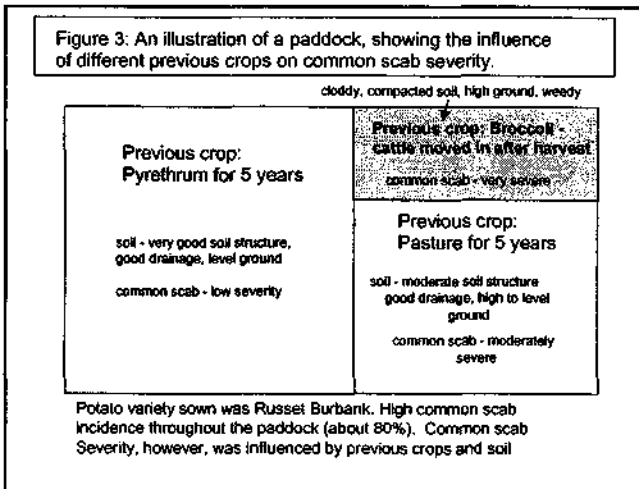 Figure 3: An illustration of a paddock, showing the influence
of different previous crops on common scab severity.
cloddy, compacted soil, high ground, weedy
Previous crop:
Pyrethrum for 5 years
soil - very good soil structure,
good drainage, level ground
common scab - low severity
Previous crop: Broccoli -
cattle moved in after harvest
common scab - very severe
Previous crop:
Pasture for 5 years
soil - moderate soil structure
good drainage, high to level
ground
common scab - moderately
severe
Potato variety sown was Russet Burbank. High common scab
incidence throughout the paddock (about 80%). Common scab
Severity, however, was influenced by previous crops and soil